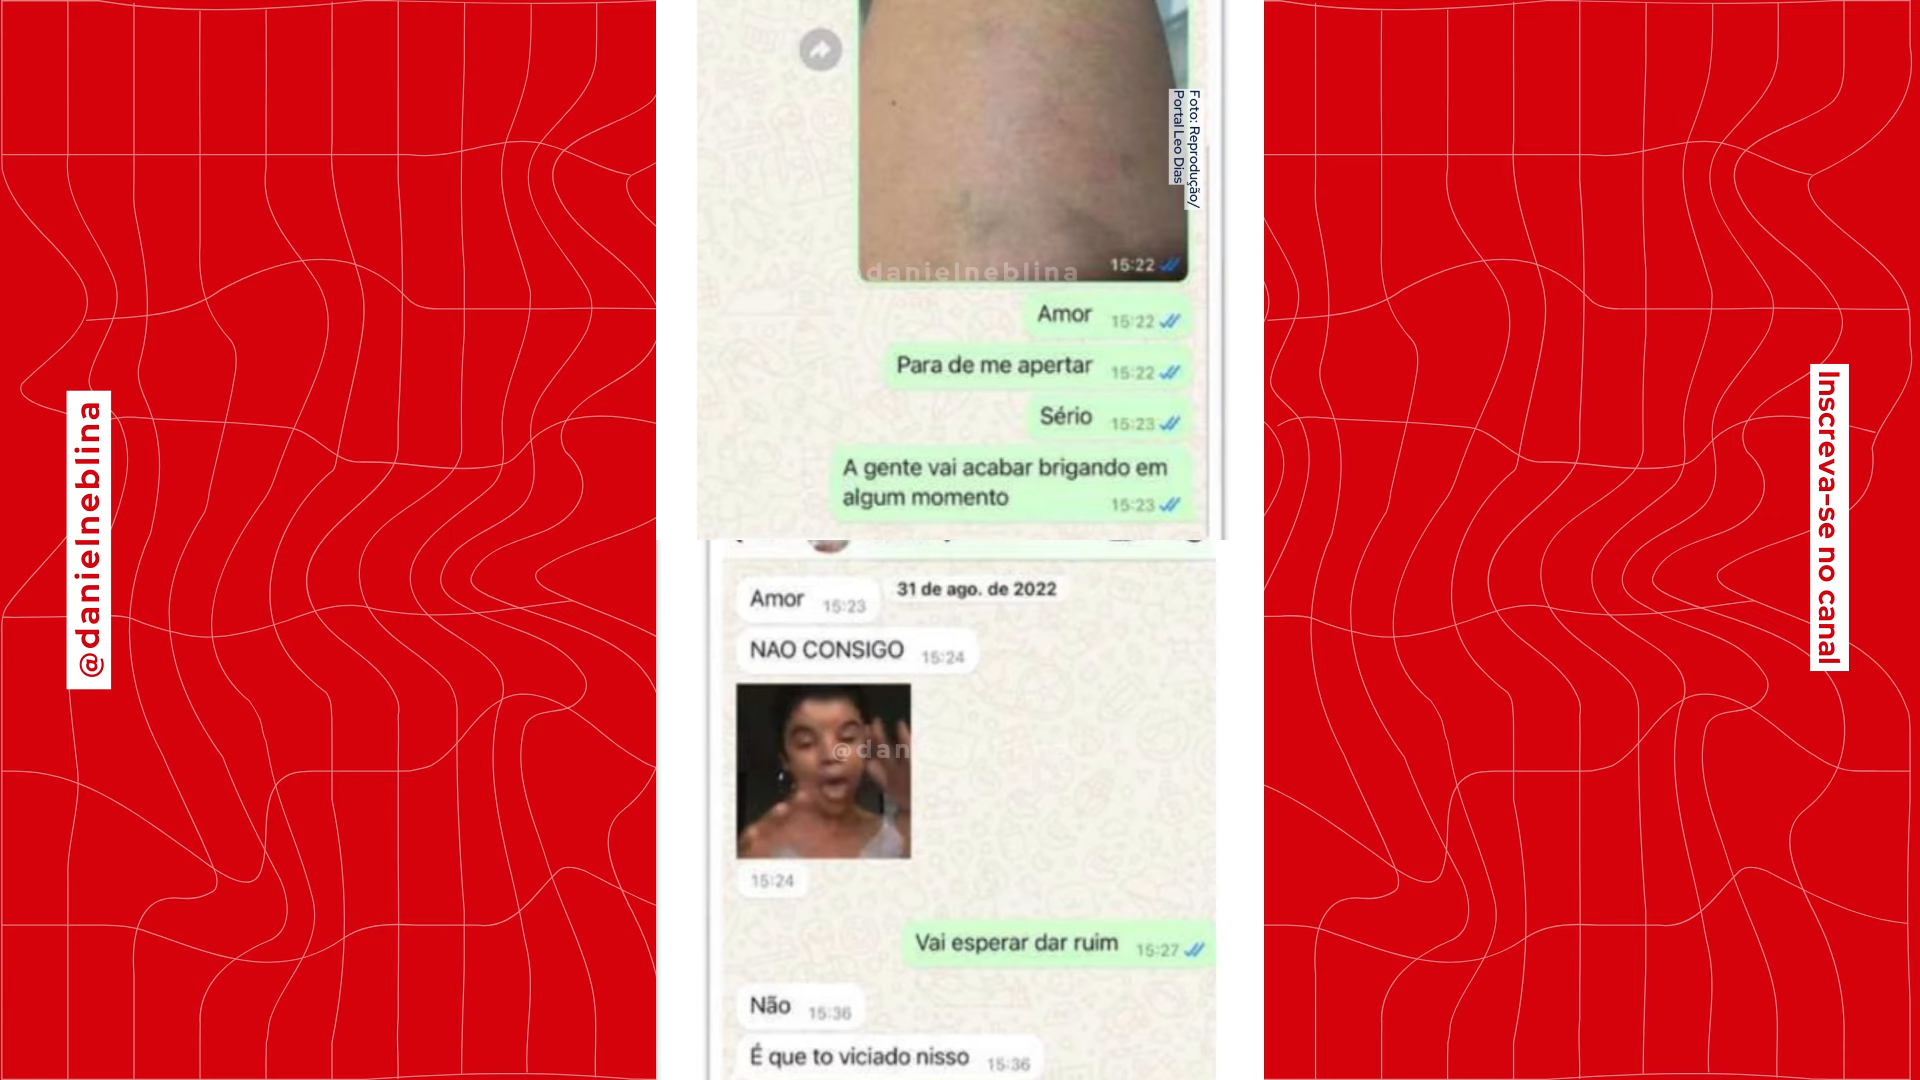 @danielneblina
Foto: Reprodução/
Portal Leo Dias
danielneblina
15:22
Amor 15:22
Para de me apertar 15:22
Sério 15:23
A gente vai acabar brigando em
algum momento 15:23
31 de ago. de 2022
Amor 15:23
NAO CONSIGO 15:24
@dan
15:24
Vai esperar dar ruim 15:27
Não 15:36
É que to viciado nisso 15:36
Inscreva-se no canal